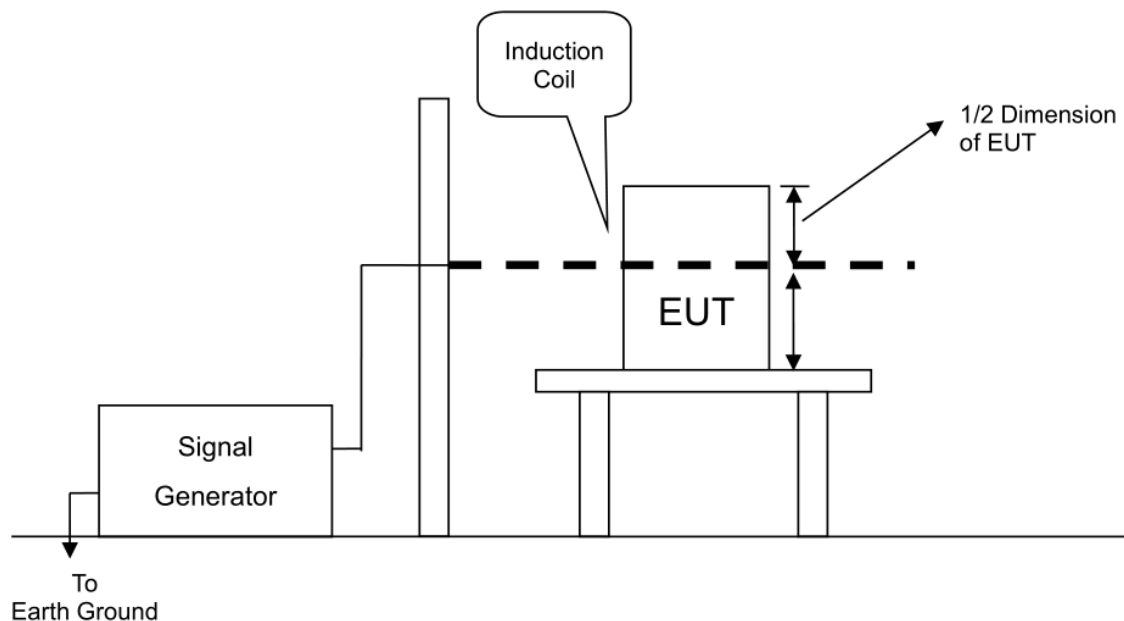 Induction
Coil
1/2 Dimension
of EUT
EUT
Signal
Generator
To
Earth Ground